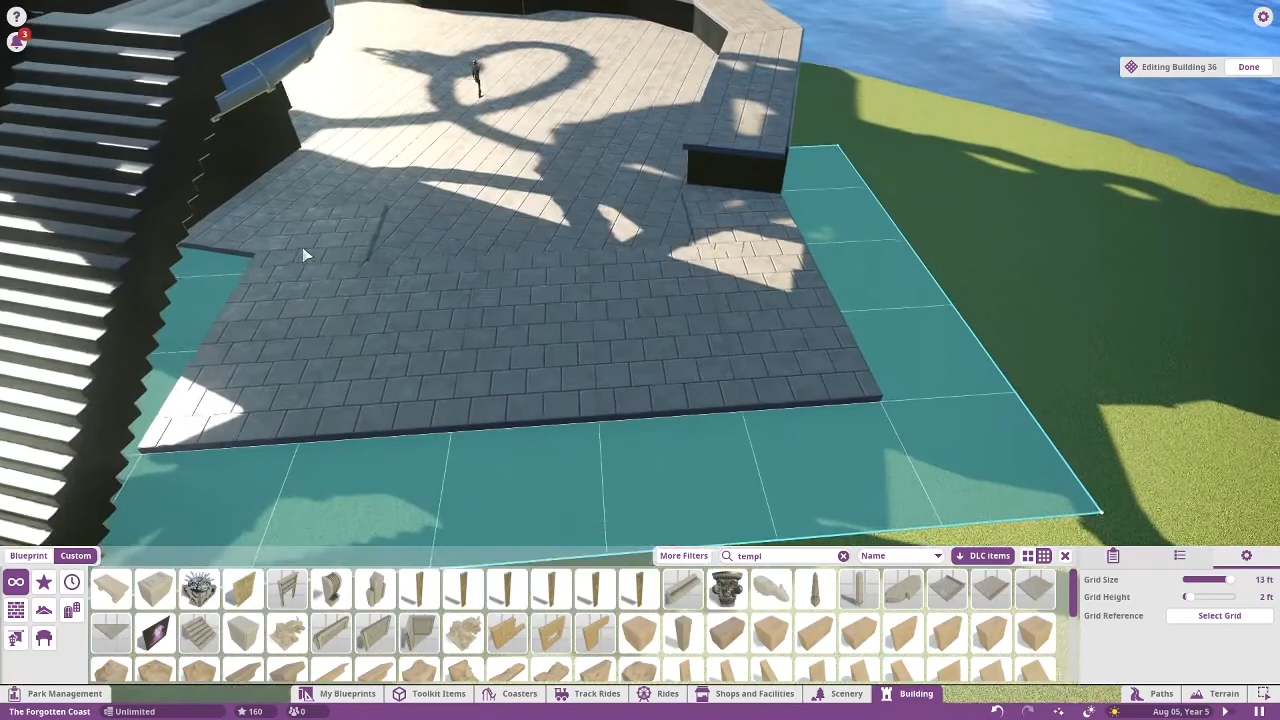 ?
3
Editing Building 36
Done
Blueprint
Custom
More Filters
templ
Name
DLC items
Grid Size
13 ft
Grid Height
2 ft
Grid Reference
Select Grid
Park Management
My Blueprints
Toolkit Items
Coasters
Track Rides
Rides
Shops and Facilities
Scenery
Building
Paths
Terrain
The Forgotten Coast
Unlimited
160
0
Aug 05, Year 5